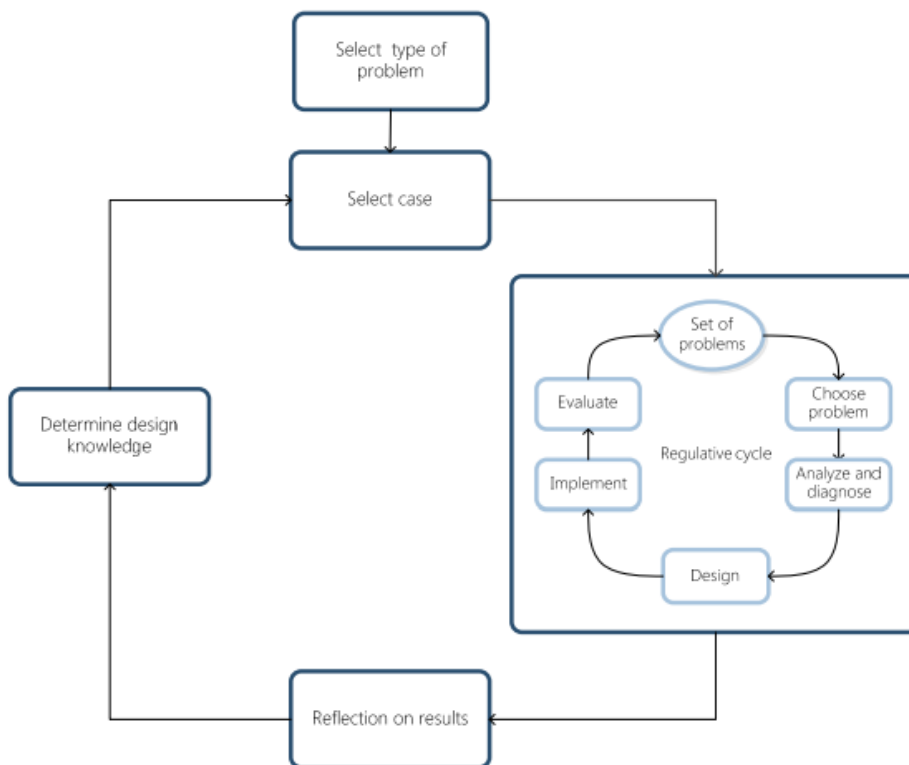 Select type of
problem
Select case
Set of
problems
Evaluate
Choose
problem
Determine design
knowledge
Regulative cycle
Implement
Analyze and
diagnose
Design
Reflection on results